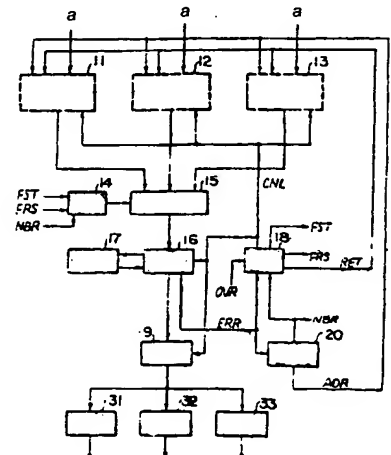 a a a
11 12 13
14 15
CNL
FST
ERS
NBR
FST
17 16 18
FRS
RET
OVR
ERR
NBR
9 20
ADR
31 32 33